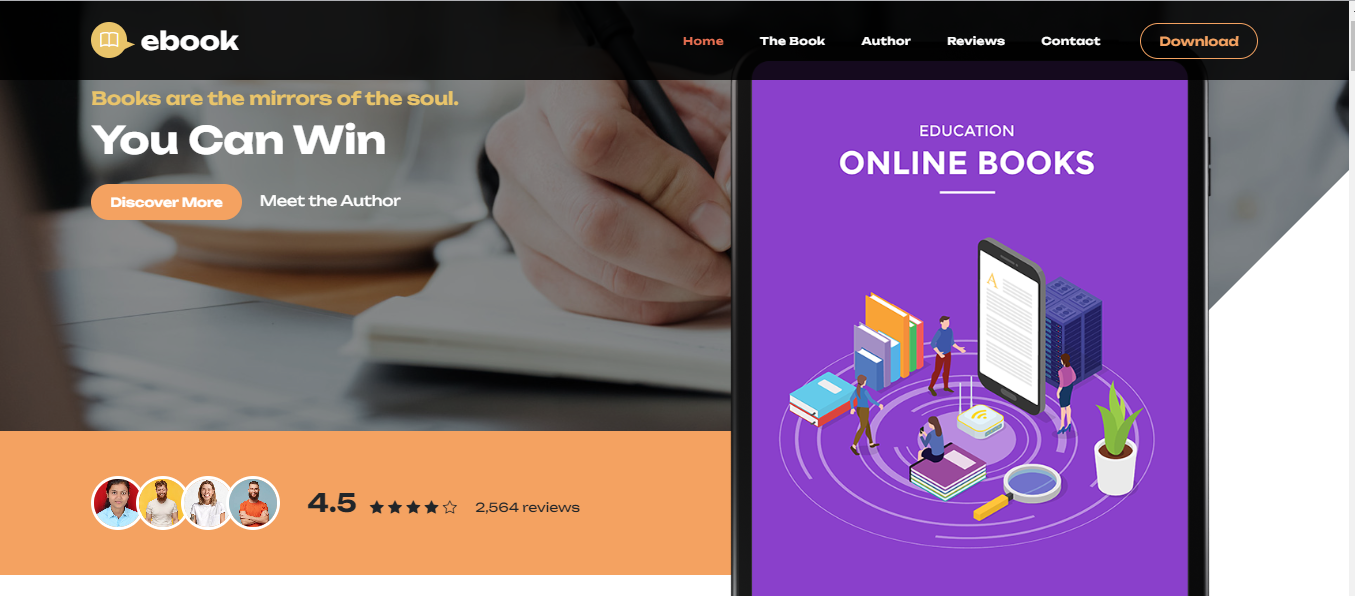 ebook
Home The Book Author Reviews Contact Download
Books are the mirrors of the soul.
You Can Win
Discover More Meet the Author
EDUCATION
ONLINE BOOKS
A
4.5 2,564 reviews